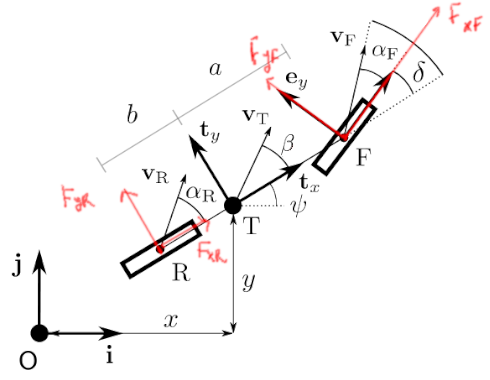 F_xF
v_F
α_F
F_yF
a
δ
e_y
v_T
b
t_y
β
F
v_R
α_R
t_x
ψ
F_yR
T
F_xR
R
y
j
x
O
i